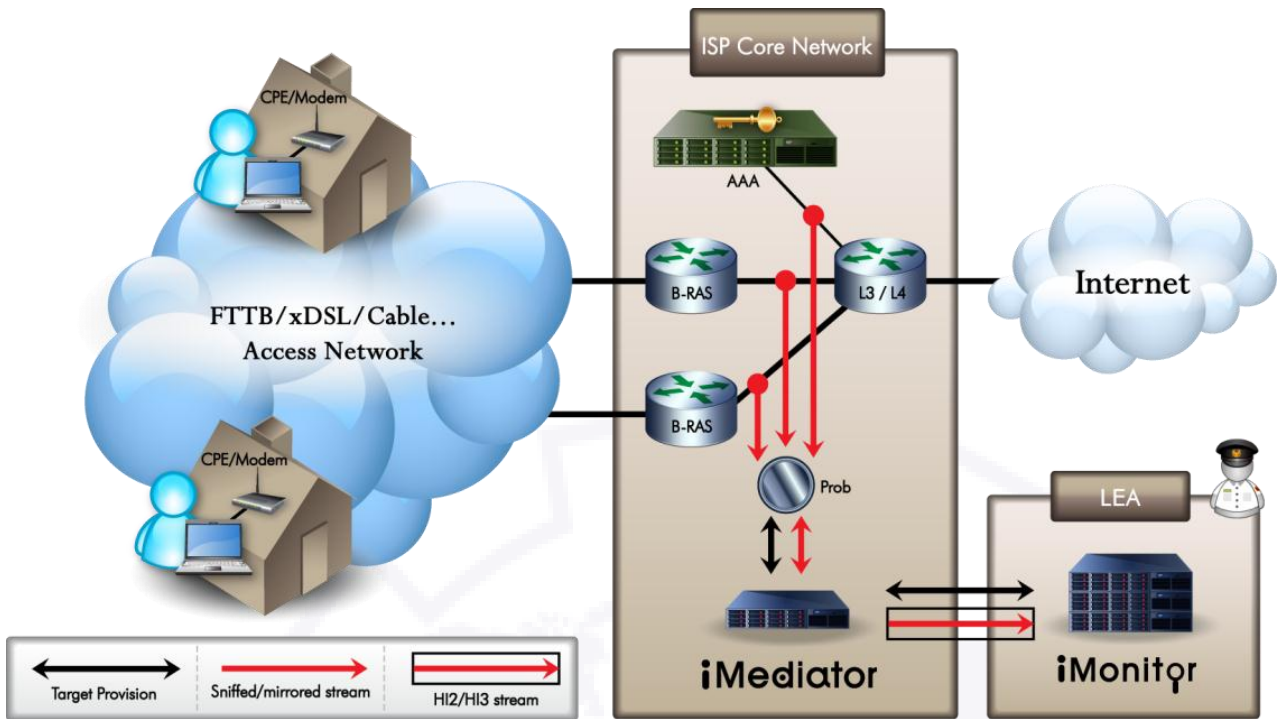 ISP Core Network
CPE/Modem
AAA
B-RAS
L3 / L4
Internet
FTTB/xDSL/Cable...
Access Network
B-RAS
CPE/Modem
Prob
LEA
iMediator
iMonitor
Target Provision
Sniffed/mirrored stream
HI2/HI3 stream